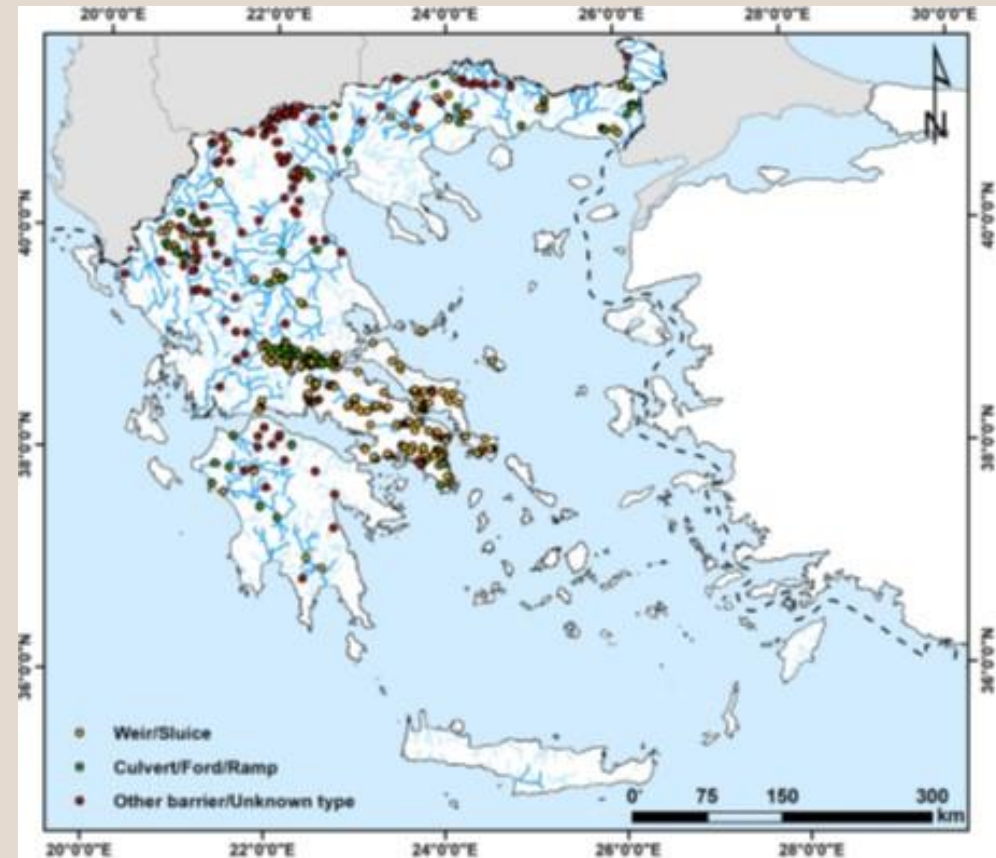 20°0'0"E 22°0'0"E 24°0'0"E 26°0'0"E 28°0'0"E 30°0'0"E
N
40°0'0"N 40°0'0"N
38°0'0"N 38°0'0"N
36°0'0"N 36°0'0"N
Weir/Sluice
Culvert/Ford/Ramp
Other barrier/Unknown type
0 75 150 300
km
20°0'0"E 22°0'0"E 24°0'0"E 26°0'0"E 28°0'0"E